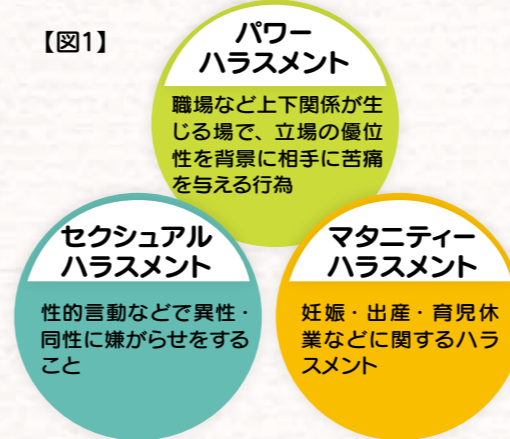 【図1】
パワー
ハラスメント
職場など上下関係が生
じる場で、立場の優位
性を背景に相手に苦痛
を与える行為
セクシュアル
ハラスメント
性的言動などで異性・
同性に嫌がらせをする
こと
マタニティー
ハラスメント
妊娠・出産・育児休
業などに関するハラ
スメント